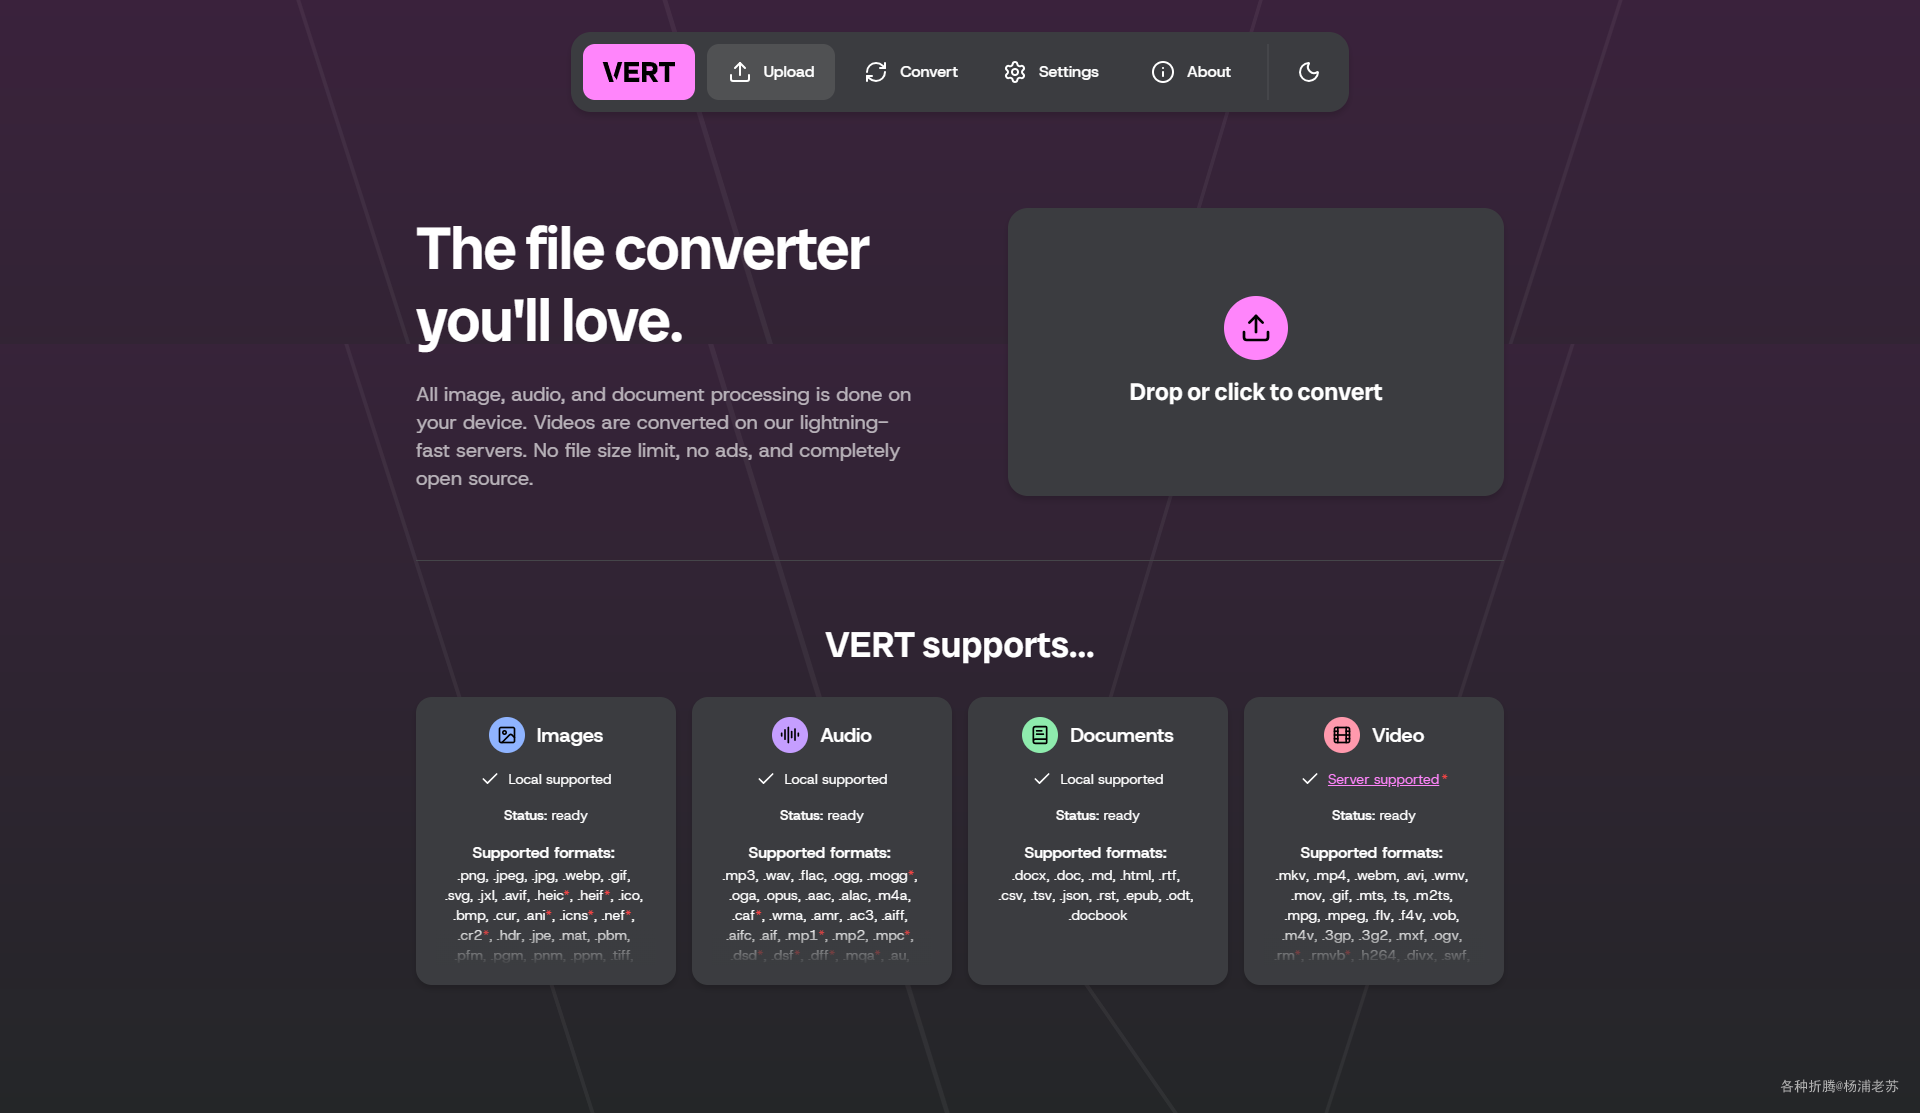 VERT
Upload
Convert
Settings
About
The file converter
you'll love.
All image, audio, and document processing is done on
your device. Videos are converted on our lightning-
fast servers. No file size limit, no ads, and completely
open source.
Drop or click to convert
VERT supports...
Images
Local supported
Status: ready
Supported formats:
.png, .jpeg, .jpg, .webp, .gif,
.svg, .jxl, .avif, .heic*, .heif*, .ico,
.bmp, .cur, .ani*, .icns*, .nef*,
.cr2*, .hdr, .jpe, .mat, .pbm,
.pfm, .pgm, .pnm, .ppm, .tiff,
Audio
Local supported
Status: ready
Supported formats:
.mp3, .wav, .flac, .ogg, .mogg*,
.oga, .opus, .aac, .alac, .m4a,
.caf*, .wma, .amr, .ac3, .aiff,
.aifc, .aif, .mp1*, .mp2, .mpc*,
.dsd*, .dsf*, .dff*, .mqa*, .au,
Documents
Local supported
Status: ready
Supported formats:
.docx, .doc, .md, .html, .rtf,
.csv, .tsv, .json, .rst, .epub, .odt,
.docbook
Video
Server supported*
Status: ready
Supported formats:
.mkv, .mp4, .webm, .avi, .wmv,
.mov, .gif, .mts, .ts, .m2ts,
.mpg, .mpeg, .flv, .f4v, .vob,
.m4v, .3gp, .3g2, .mxf, .ogv,
.rm*, .rmvb*, .h264, .divx, .swf,
各种折腾@杨浦老苏